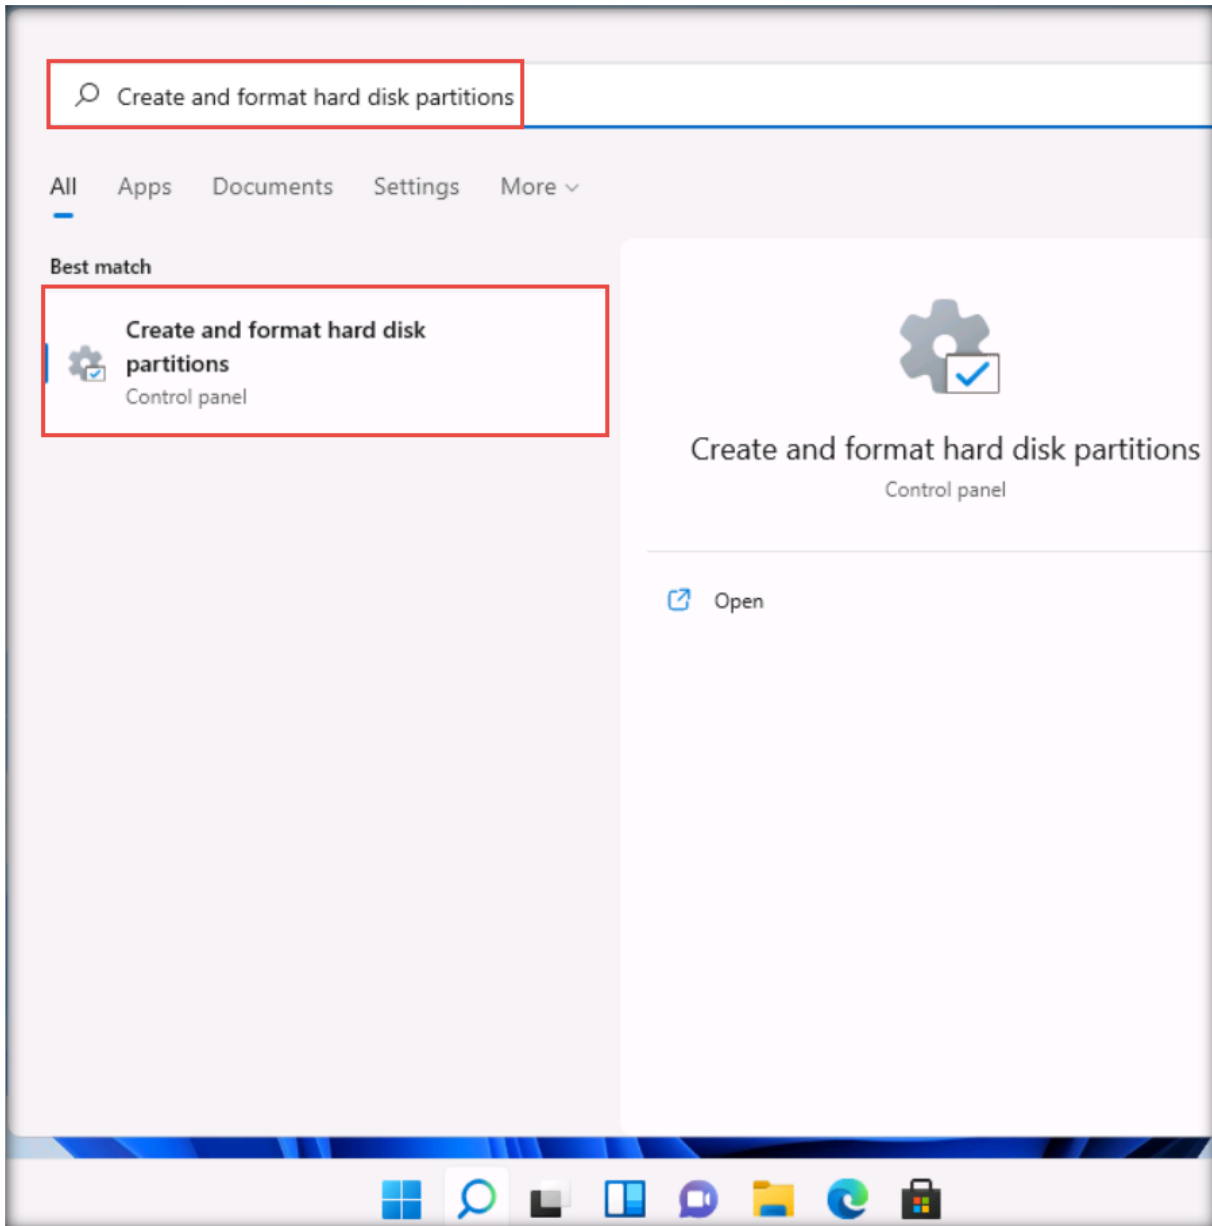 Create and format hard disk partitions
All Apps Documents Settings More
Best match
Create and format hard disk
partitions
Control panel
Create and format hard disk partitions
Control panel
Open